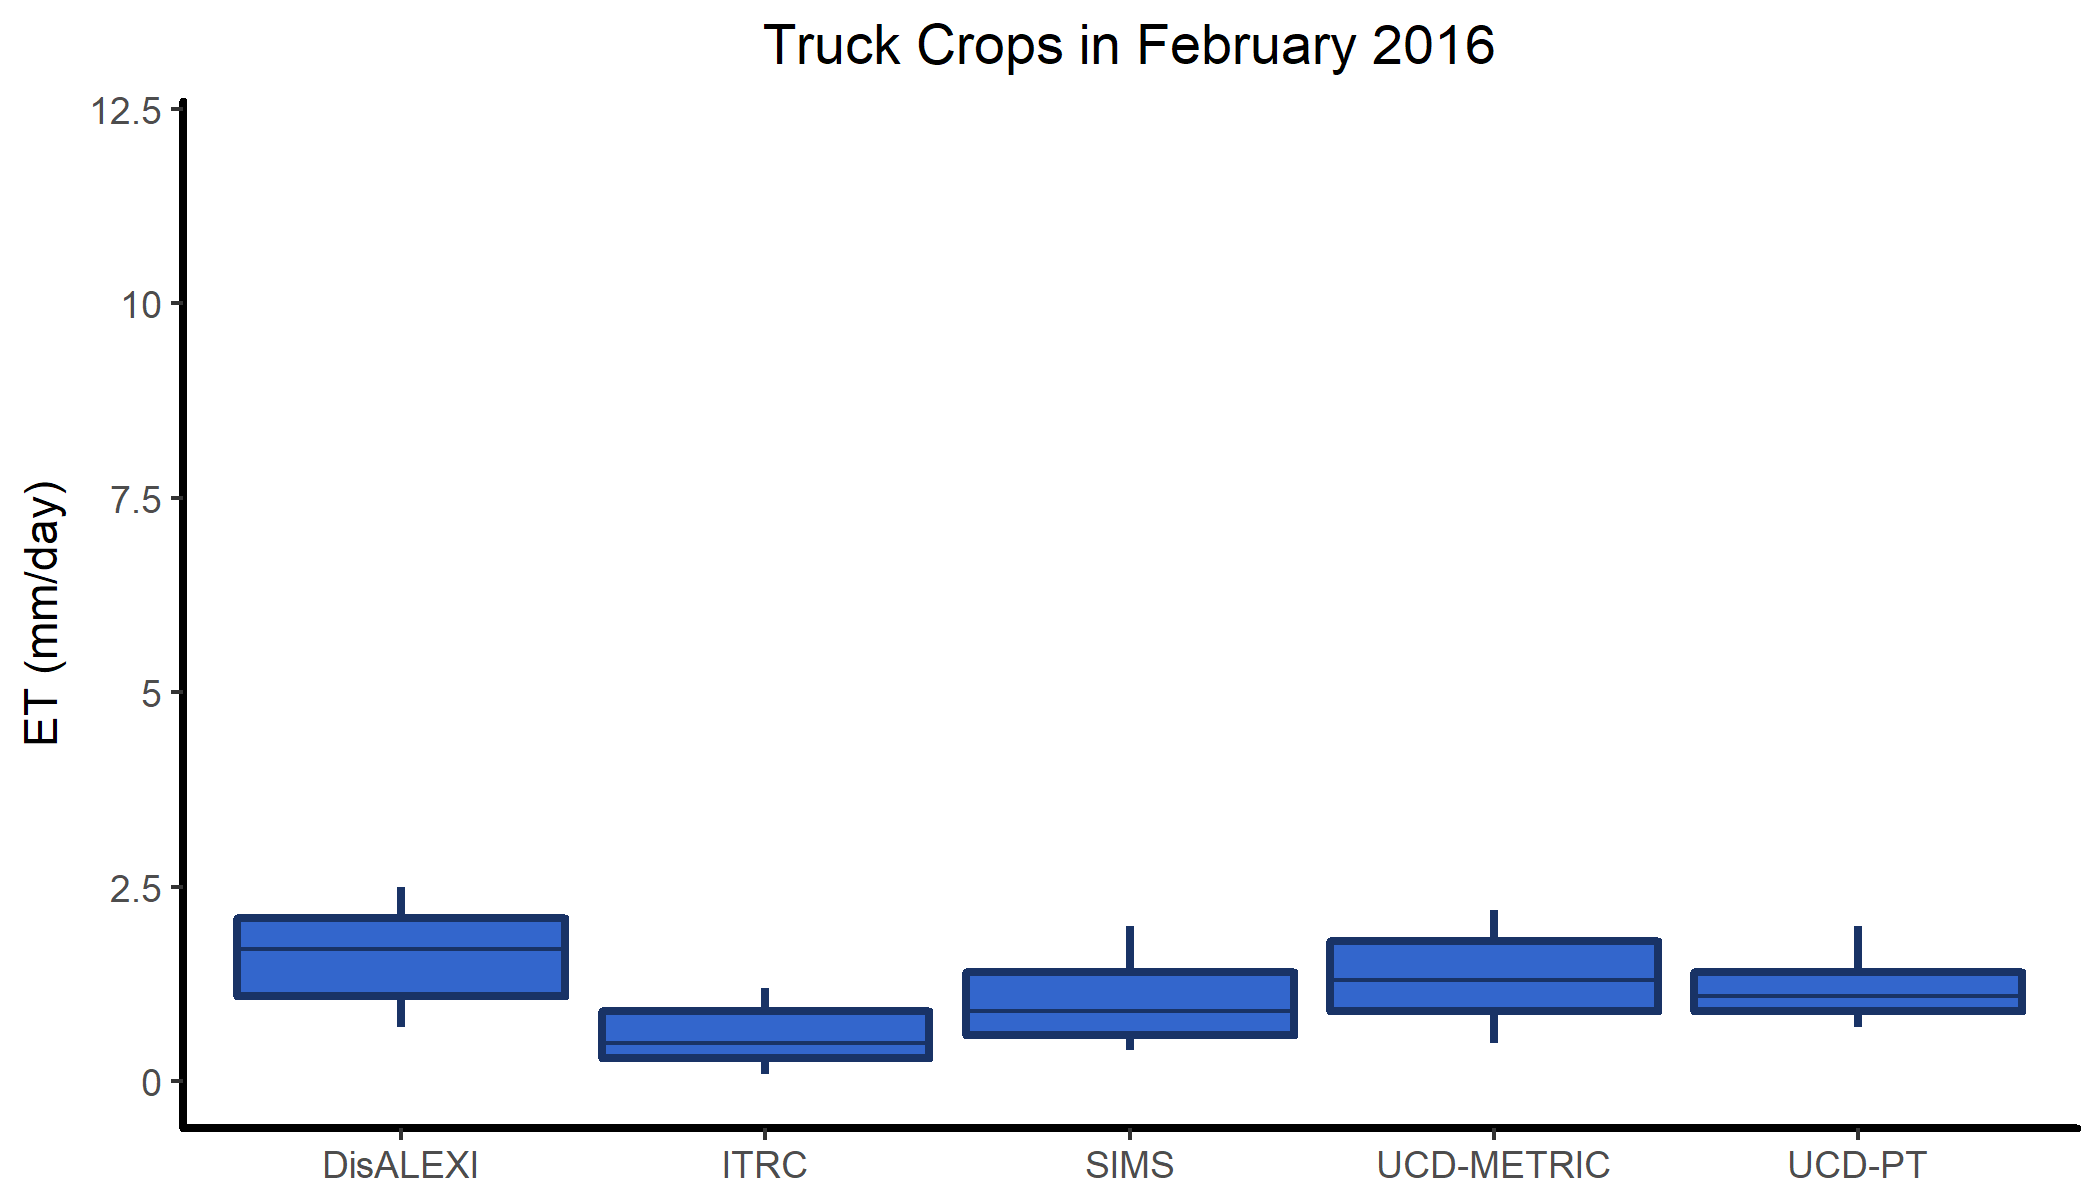 Truck Crops in February 2016
ET (mm/day)
12.5
10
7.5
5
2.5
0
DisALEXI
ITRC
SIMS
UCD-METRIC
UCD-PT